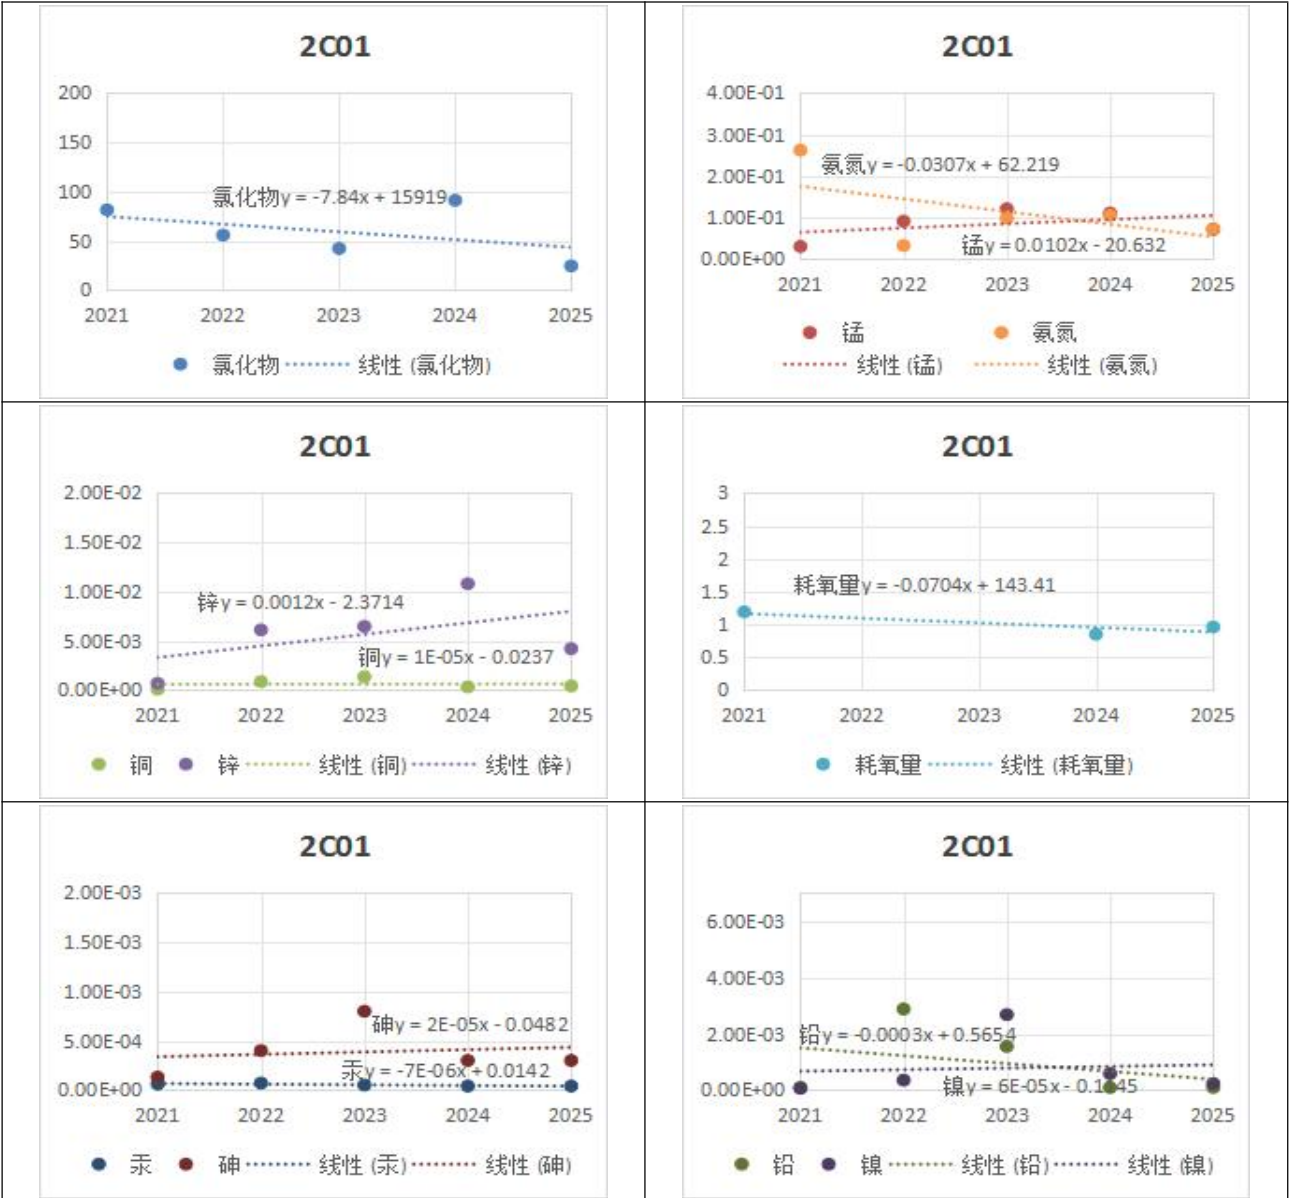 2C01
200
150
100
50
0
氯化物y = -7.84x + 15919
2021 2022 2023 2024 2025
氯化物 线性 (氯化物)
2C01
4.00E-01
3.00E-01
2.00E-01
1.00E-01
0.00E+00
氨氮y = -0.0307x + 62.219
锰y = 0.0102x - 20.632
2021 2022 2023 2024 2025
锰 氨氮
线性 (锰) 线性 (氨氮)
2C01
2.00E-02
1.50E-02
1.00E-02
5.00E-03
0.00E+00
锌y = 0.0012x - 2.3714
铜y = 1E-05x - 0.0237
2021 2022 2023 2024 2025
铜 锌 线性 (铜) 线性 (锌)
2C01
3
2.5
2
1.5
1
0.5
0
耗氧量y = -0.0704x + 143.41
2021 2022 2023 2024 2025
耗氧量 线性 (耗氧量)
2C01
2.00E-03
1.50E-03
1.00E-03
5.00E-04
0.00E+00
砷y = 2E-05x - 0.0482
汞y = -7E-06x + 0.0142
2021 2022 2023 2024 2025
汞 砷 线性 (汞) 线性 (砷)
2C01
6.00E-03
4.00E-03
2.00E-03
0.00E+00
铅y = -0.0003x + 0.5654
镍y = 6E-05x -
2021 2022 2023 2024 2025
铅 镍 线性 (铅) 线性 (镍)